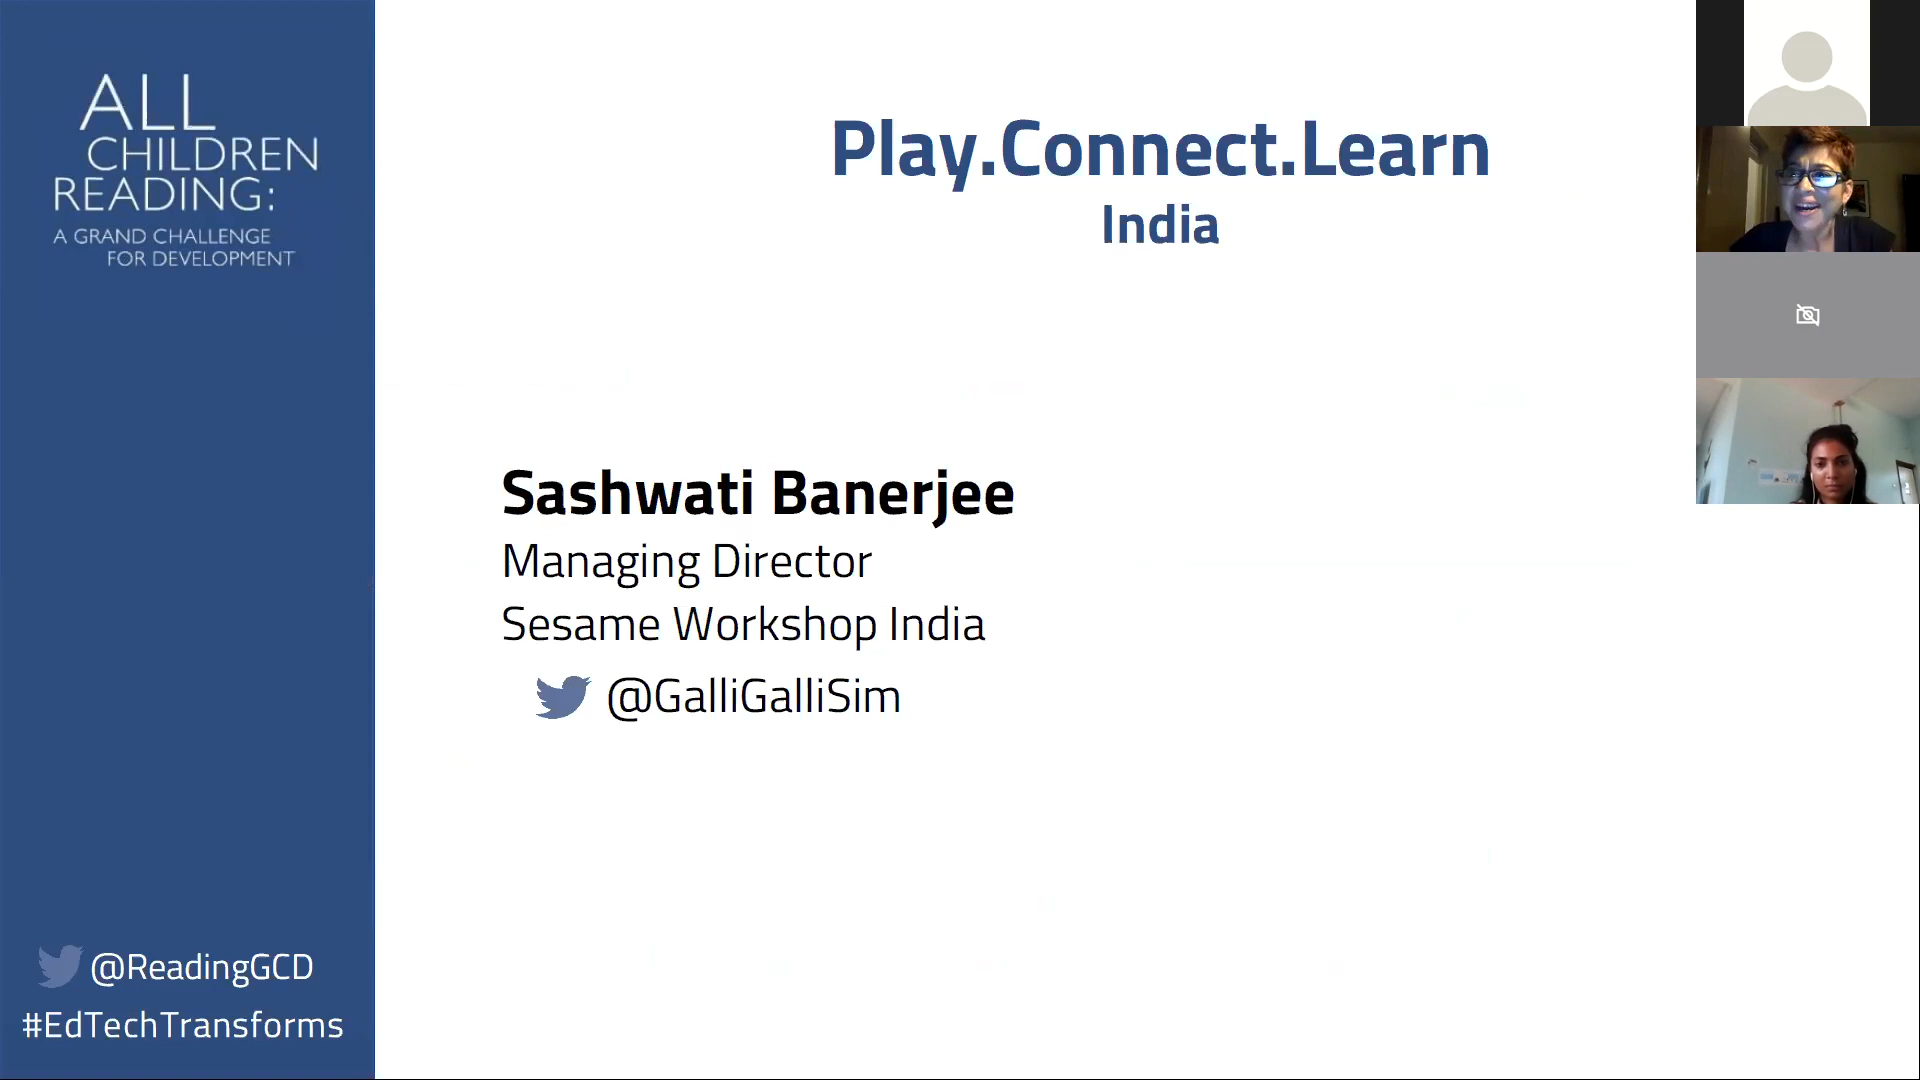 ALL
CHILDREN
READING:
A GRAND CHALLENGE
FOR DEVELOPMENT
Play.Connect.Learn
India
Sashwati Banerjee
Managing Director
Sesame Workshop India
@GalliGalliSim
@ReadingGCD
#EdTechTransforms